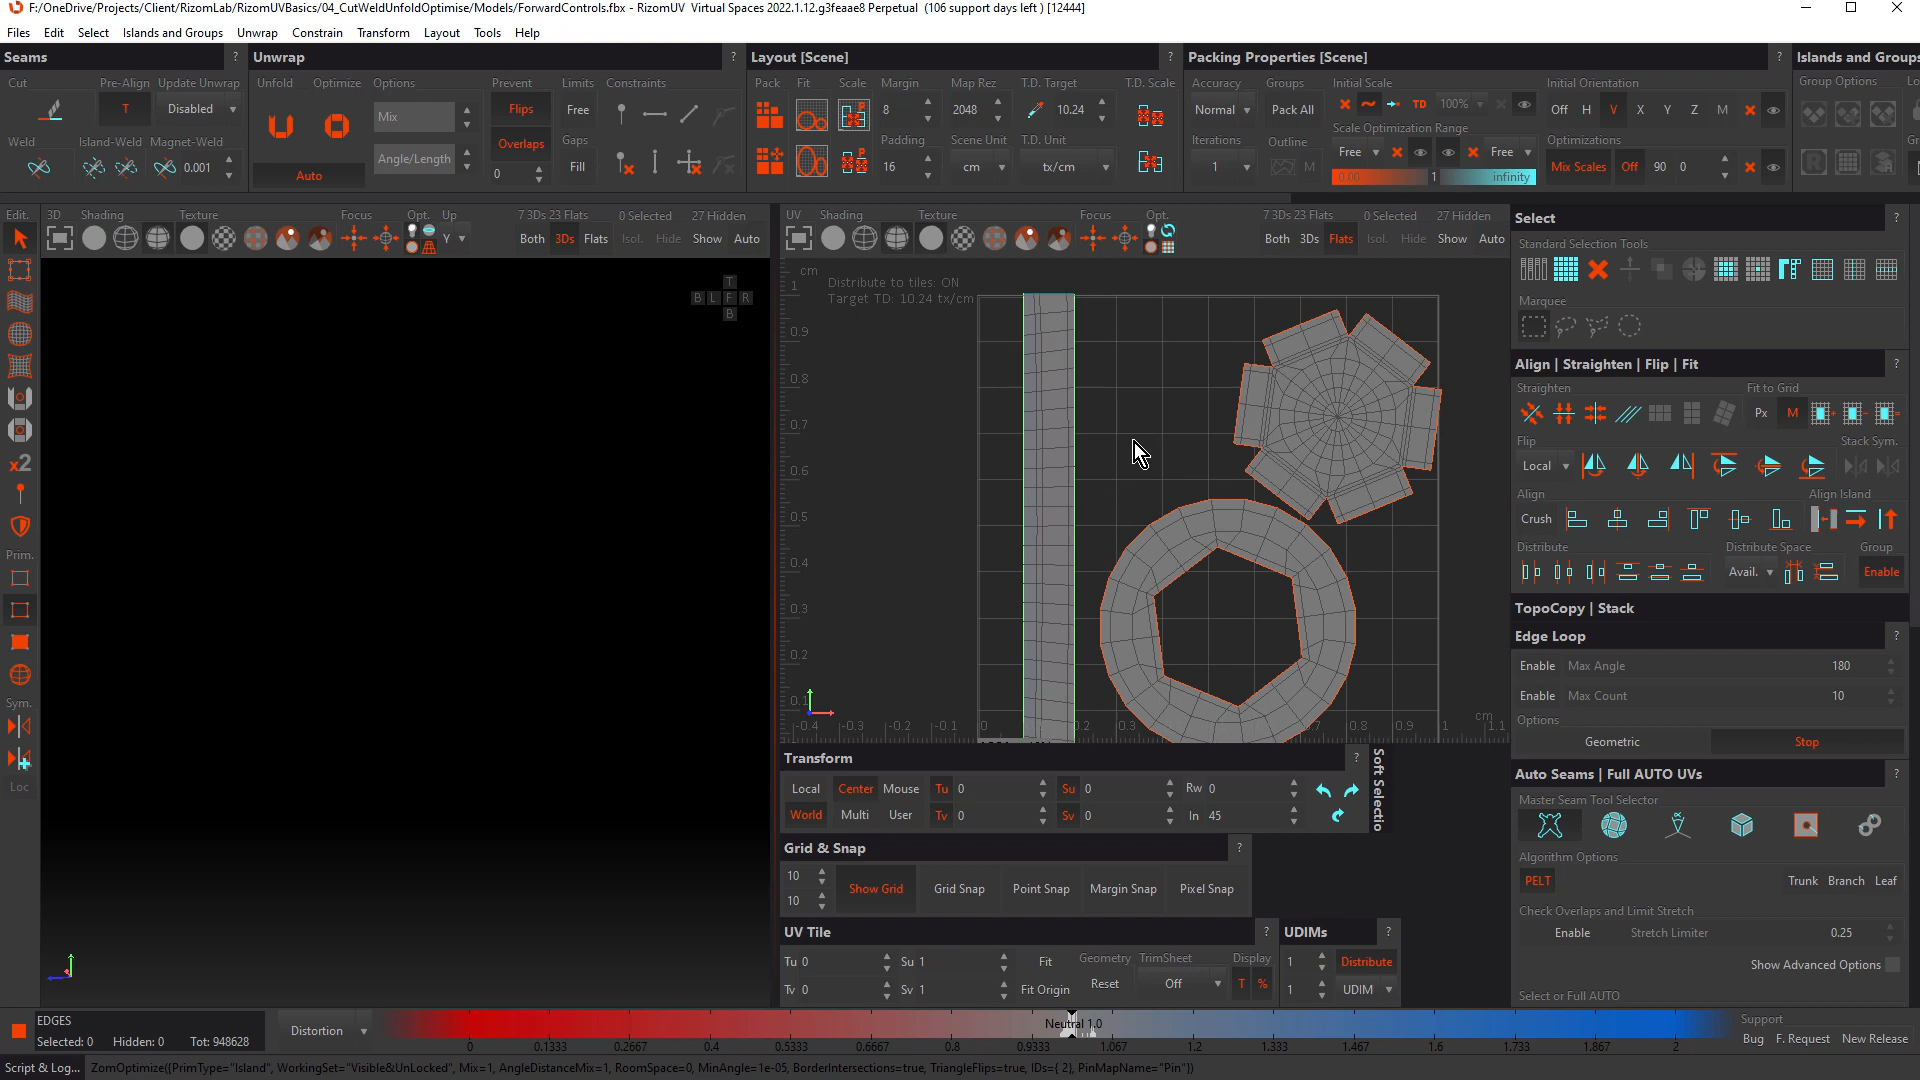 F:/OneDrive/Projects/Client/RizomLab/RizomUVBasics/04_CutWeldUnfoldOptimise/Models/ForwardControls.fbx - RizomUV Virtual Spaces 2022.1.12.g3feaae8 Perpetual (106 support days left ) [12444]
Files Edit Select Islands and Groups Unwrap Constrain Transform Layout Tools Help
Seams ? Unwrap ? Layout [Scene] ? Packing Properties [Scene] ? Islands and Groups
Cut Pre-Align Update Unwrap Unfold Optimize Options Prevent Limits Constraints Pack Fit Scale Margin Map Rez T.D. Target T.D. Scale Accuracy Groups Initial Scale Initial Orientation Group Options
T Disabled Mix Flips Free 8 2048 10.24 Normal Pack All TD 100% Off H V X Y Z M
Weld Island-Weld Magnet-Weld Overlaps Gaps Padding Scene Unit T.D. Unit Iterations Outline Scale Optimization Range Optimizations
0.001 Auto Angle/Length 0 Fill 16 cm tx/cm 1 M Free Free Mix Scales Off 90 0
0.00 1 infinity
Edit. 3D Shading Texture Focus Opt. Up 7 3Ds 23 Flats 0 Selected 27 Hidden
Y Both 3Ds Flats Isol. Hide Show Auto
UV Shading Texture Focus Opt. 7 3Ds 23 Flats 0 Selected 27 Hidden
Both 3Ds Flats Isol. Hide Show Auto
T
B L F R
B
cm
Distribute to tiles: ON
Target TD: 10.24 tx/cm
1
0.9
0.8
0.7
0.6
0.5
0.4
0.3
0.2
0.1
-0.4 -0.3 -0.2 -0.1 0 0.2 0.3 0.8 0.9 1 1.1
cm
x2
Prim.
Sym.
Loc
Select ?
Standard Selection Tools
Marquee
Align | Straighten | Flip | Fit ?
Straighten Fit to Grid
Px M
Flip Stack Sym.
Local
Align Align Island
Crush
Distribute Distribute Space Group
Avail. Enable
TopoCopy | Stack
Edge Loop ?
Enable Max Angle 180
Enable Max Count 10
Options
Geometric Stop
Auto Seams | Full AUTO UVs ?
Master Seam Tool Selector
Algorithm Options
PELT Trunk Branch Leaf
Check Overlaps and Limit Stretch
Enable Stretch Limiter 0.25
Show Advanced Options
Select or Full AUTO
Transform ?
Local Center Mouse Tu 0 Su 0 Rw 0
World Multi User Tv 0 Sv 0 In 45
Soft Selectio
Grid & Snap ?
10
10
Show Grid Grid Snap Point Snap Margin Snap Pixel Snap
UV Tile ? UDIMs ?
Tu 0 Su 1 Fit Geometry TrimSheet Display 1 Distribute
Tv 0 Sv 1 Fit Origin Reset Off T % 1 UDIM
EDGES
Selected: 0 Hidden: 0 Tot: 948628
Distortion
Neutral 1.0
0 0.1333 0.2667 0.4 0.5333 0.6667 0.8 0.9333 1.067 1.2 1.333 1.467 1.6 1.733 1.867 2
Support
Bug F. Request New Release
Script & Log... ZomOptimize({PrimType="Island", WorkingSet="Visible&UnLocked", Mix=1, AngleDistanceMix=1, RoomSpace=0, MinAngle=1e-05, BorderIntersections=true, TriangleFlips=true, IDs={ 2}, PinMapName="Pin"})